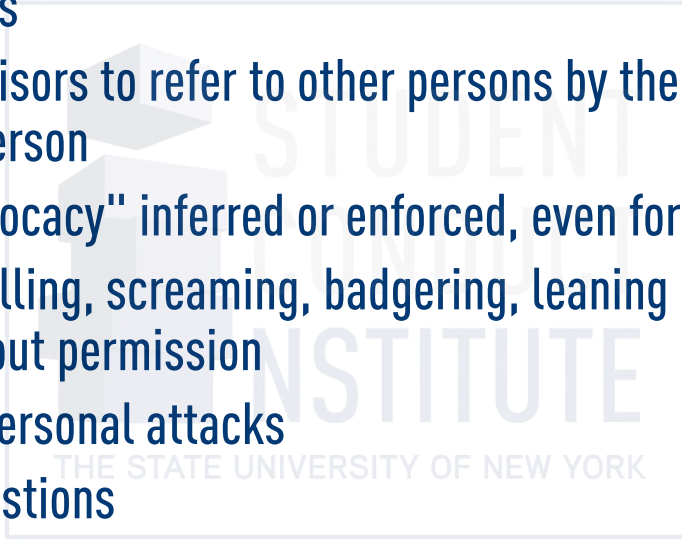 s
isors to refer to other persons by the
erson
ocacy" inferred or enforced, even for
lling, screaming, badgering, leaning
out permission
ersonal attacks
stions
STUDENT
CONDUCT
INSTITUTE
THE STATE UNIVERSITY OF NEW YORK